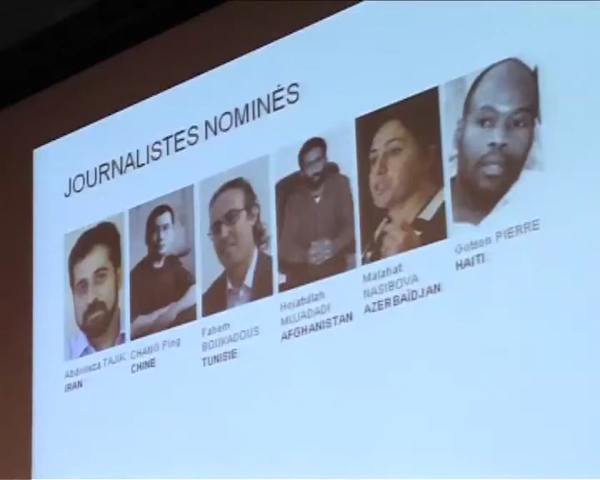 JOURNALISTES NOMINÉS
Abdolreza TAJIK
IRAN
CHANG Ping
CHINE
Fahem
BOUKADOUS
TUNISIE
Hojatullah
MUJADADI
AFGHANISTAN
Malahat
NASIBOVA
AZERBAÏDJAN
Gotson PIERRE
HAITI